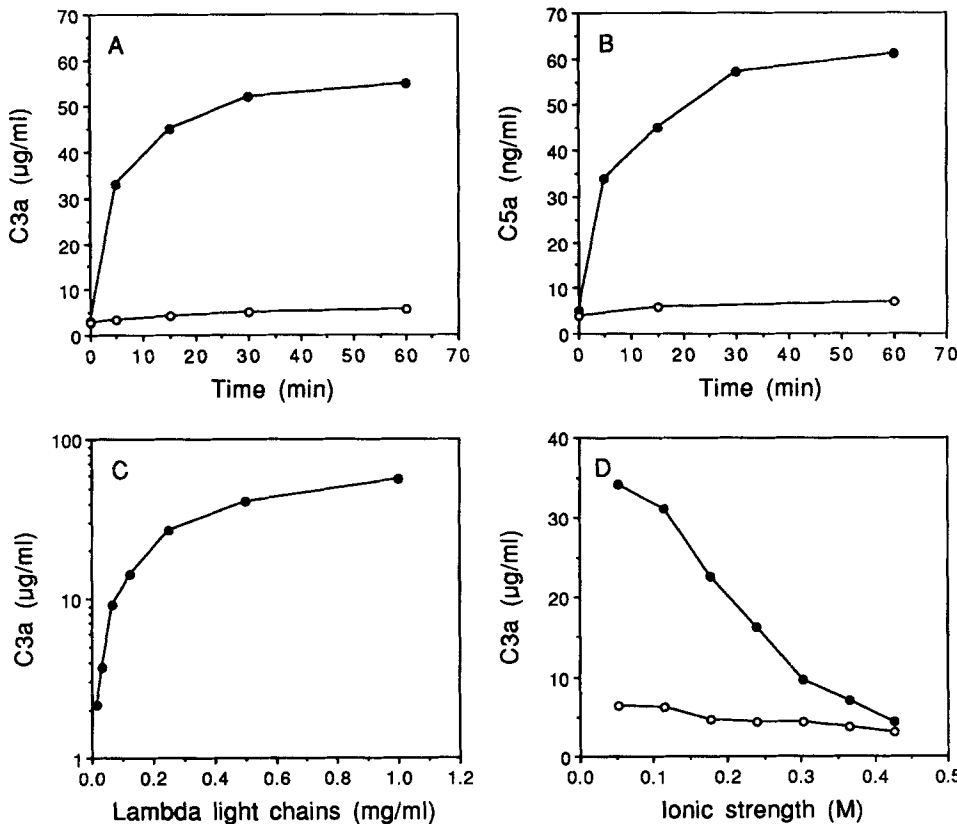 A
C3a (µg/ml)
70
60
50
40
30
20
10
0
0 10 20 30 40 50 60 70
Time (min)
B
C5a (ng/ml)
70
60
50
40
30
20
10
0
0 10 20 30 40 50 60 70
Time (min)
C
C3a (µg/ml)
100
10
1
0.0 0.2 0.4 0.6 0.8 1.0 1.2
Lambda light chains (mg/ml)
D
C3a (µg/ml)
40
30
20
10
0
0.0 0.1 0.2 0.3 0.4 0.5
Ionic strength (M)